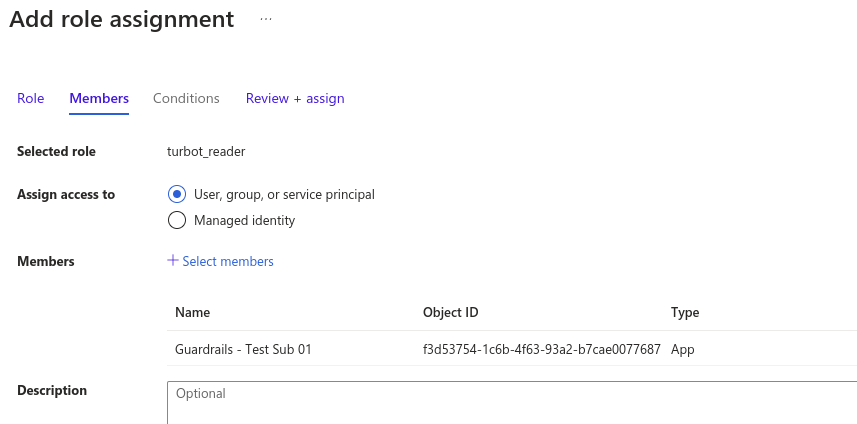 Add role assignment ...
Role Members Conditions Review + assign
Selected role turbot_reader
Assign access to User, group, or service principal
Managed identity
Members + Select members
Name Object ID Type
Guardrails - Test Sub 01 f3d53754-1c6b-4f63-93a2-b7cae0077687 App
Description Optional